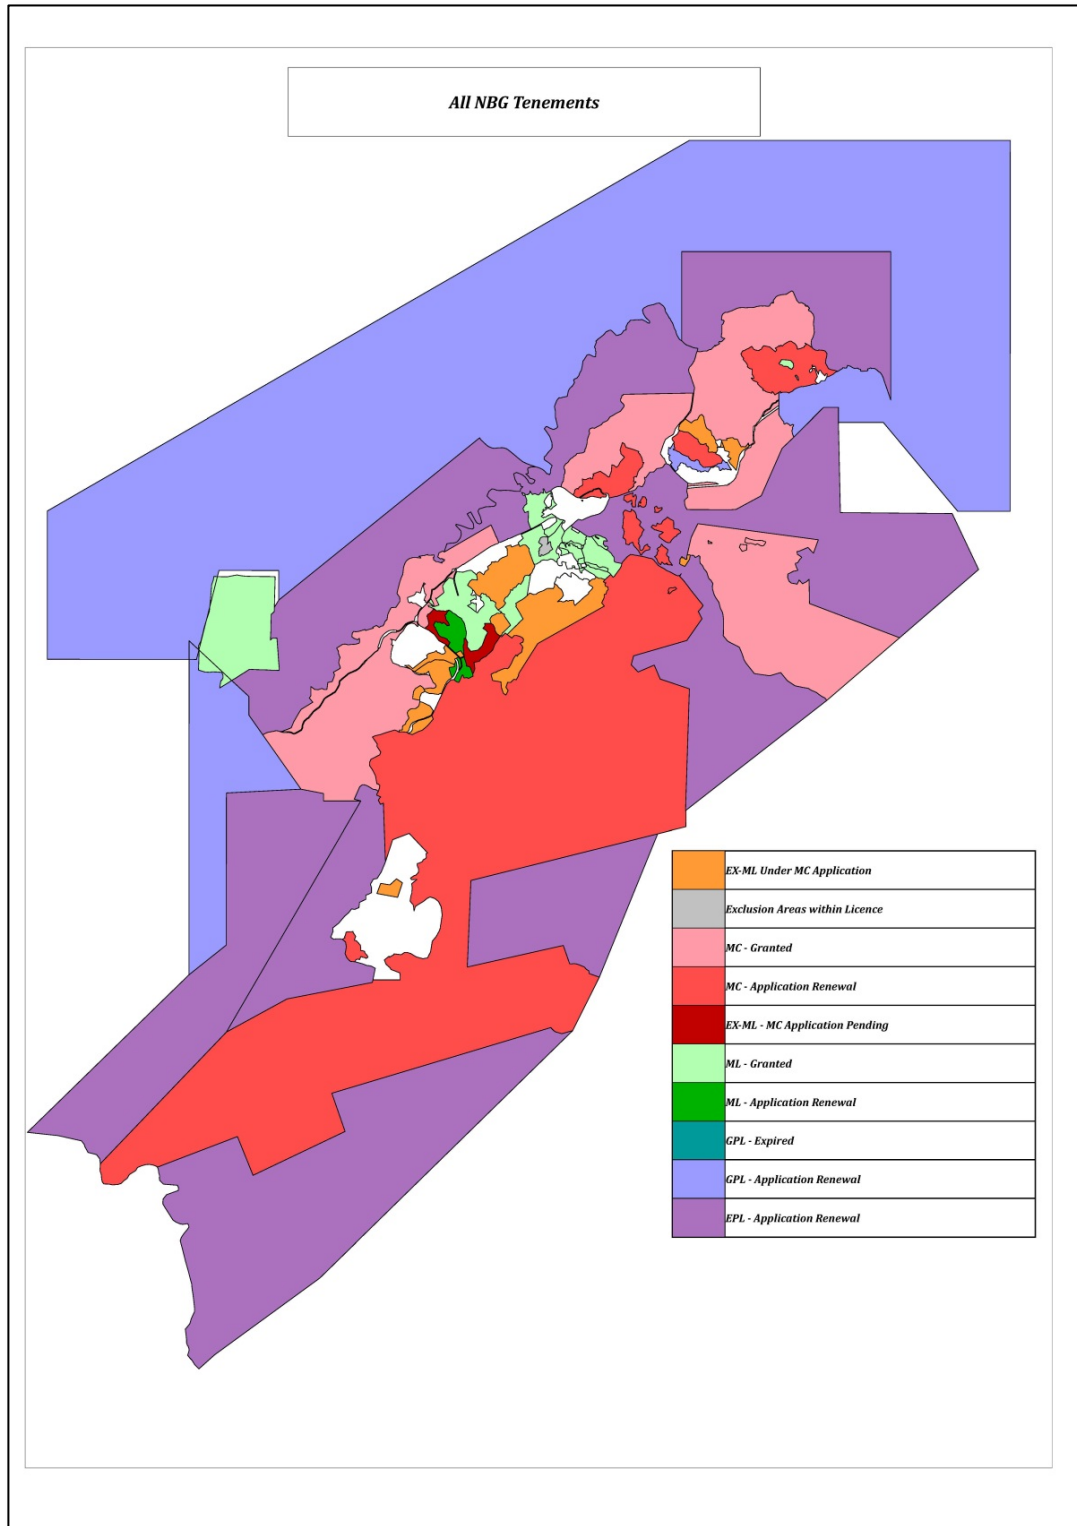 All NBG Tenements
EX-ML Under MC Application
Exclusion Areas within Licence
MC - Granted
MC - Application Renewal
EX-ML - MC Application Pending
ML - Granted
ML - Application Renewal
GPL - Expired
GPL - Application Renewal
EPL - Application Renewal